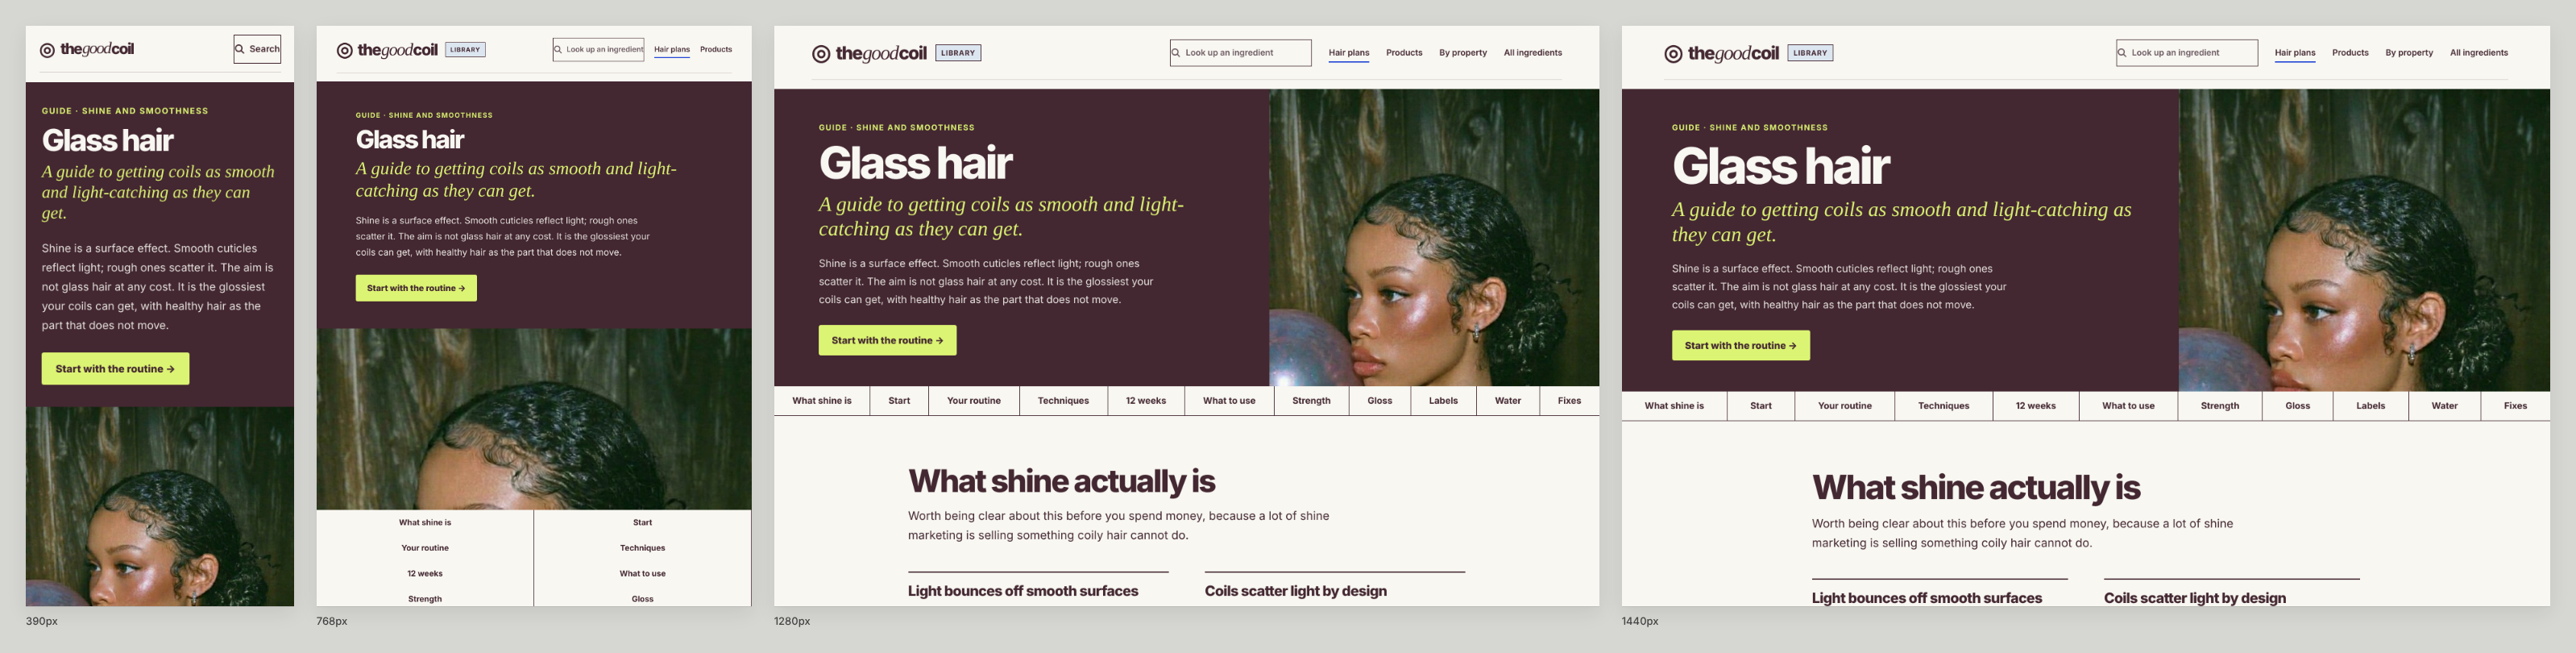 thegoodcoil
Search
GUIDE · SHINE AND SMOOTHNESS
Glass hair
A guide to getting coils as smooth
and light-catching as they can
get.
Shine is a surface effect. Smooth cuticles
reflect light; rough ones scatter it. The aim is
not glass hair at any cost. It is the glossiest
your coils can get, with healthy hair as the
part that does not move.
Start with the routine →
390px
thegoodcoil LIBRARY
Look up an ingredient
Hair plans
Products
GUIDE · SHINE AND SMOOTHNESS
Glass hair
A guide to getting coils as smooth and light-
catching as they can get.
Shine is a surface effect. Smooth cuticles reflect light; rough ones
scatter it. The aim is not glass hair at any cost. It is the glossiest your
coils can get, with healthy hair as the part that does not move.
Start with the routine →
What shine is
Start
Your routine
Techniques
12 weeks
What to use
Strength
Gloss
768px
thegoodcoil LIBRARY
Look up an ingredient
Hair plans
Products
By property
All ingredients
GUIDE · SHINE AND SMOOTHNESS
Glass hair
A guide to getting coils as smooth and light-
catching as they can get.
Shine is a surface effect. Smooth cuticles reflect light; rough ones
scatter it. The aim is not glass hair at any cost. It is the glossiest your
coils can get, with healthy hair as the part that does not move.
Start with the routine →
What shine is
Start
Your routine
Techniques
12 weeks
What to use
Strength
Gloss
Labels
Water
Fixes
What shine actually is
Worth being clear about this before you spend money, because a lot of shine
marketing is selling something coily hair cannot do.
Light bounces off smooth surfaces
Coils scatter light by design
1280px
thegoodcoil LIBRARY
Look up an ingredient
Hair plans
Products
By property
All ingredients
GUIDE · SHINE AND SMOOTHNESS
Glass hair
A guide to getting coils as smooth and light-catching as
they can get.
Shine is a surface effect. Smooth cuticles reflect light; rough ones
scatter it. The aim is not glass hair at any cost. It is the glossiest your
coils can get, with healthy hair as the part that does not move.
Start with the routine →
What shine is
Start
Your routine
Techniques
12 weeks
What to use
Strength
Gloss
Labels
Water
Fixes
What shine actually is
Worth being clear about this before you spend money, because a lot of shine
marketing is selling something coily hair cannot do.
Light bounces off smooth surfaces
Coils scatter light by design
1440px